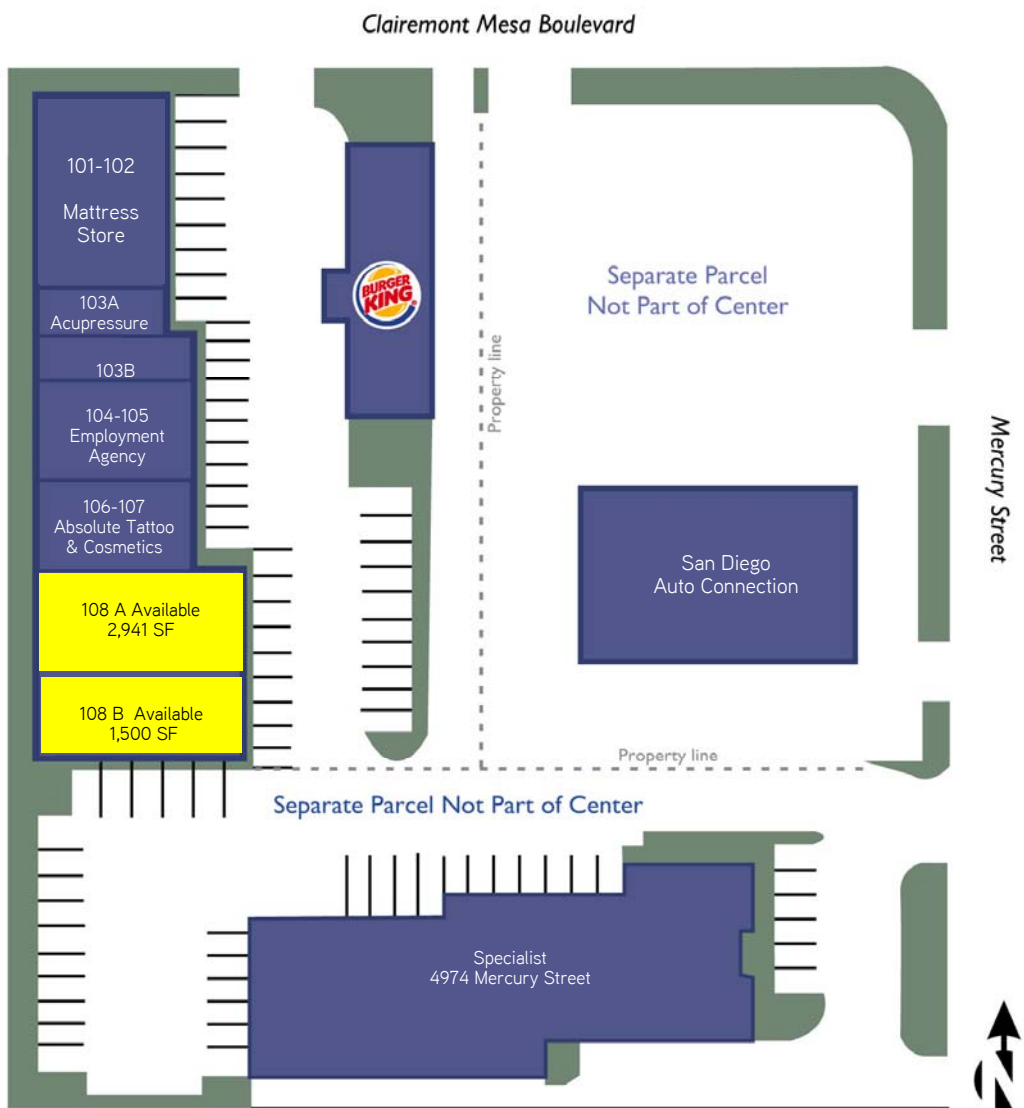 Clairemont Mesa Boulevard
101-102
Mattress
Store
103A
Acupressure
103B
104-105
Employment
Agency
106-107
Absolute Tattoo
& Cosmetics
108 A Available
2,941 SF
108 B  Available
1,500 SF
BURGER
KING
®
Property line
Separate Parcel
Not Part of Center
Mercury Street
San Diego
Auto Connection
Property line
Separate Parcel Not Part of Center
Specialist
4974 Mercury Street
N